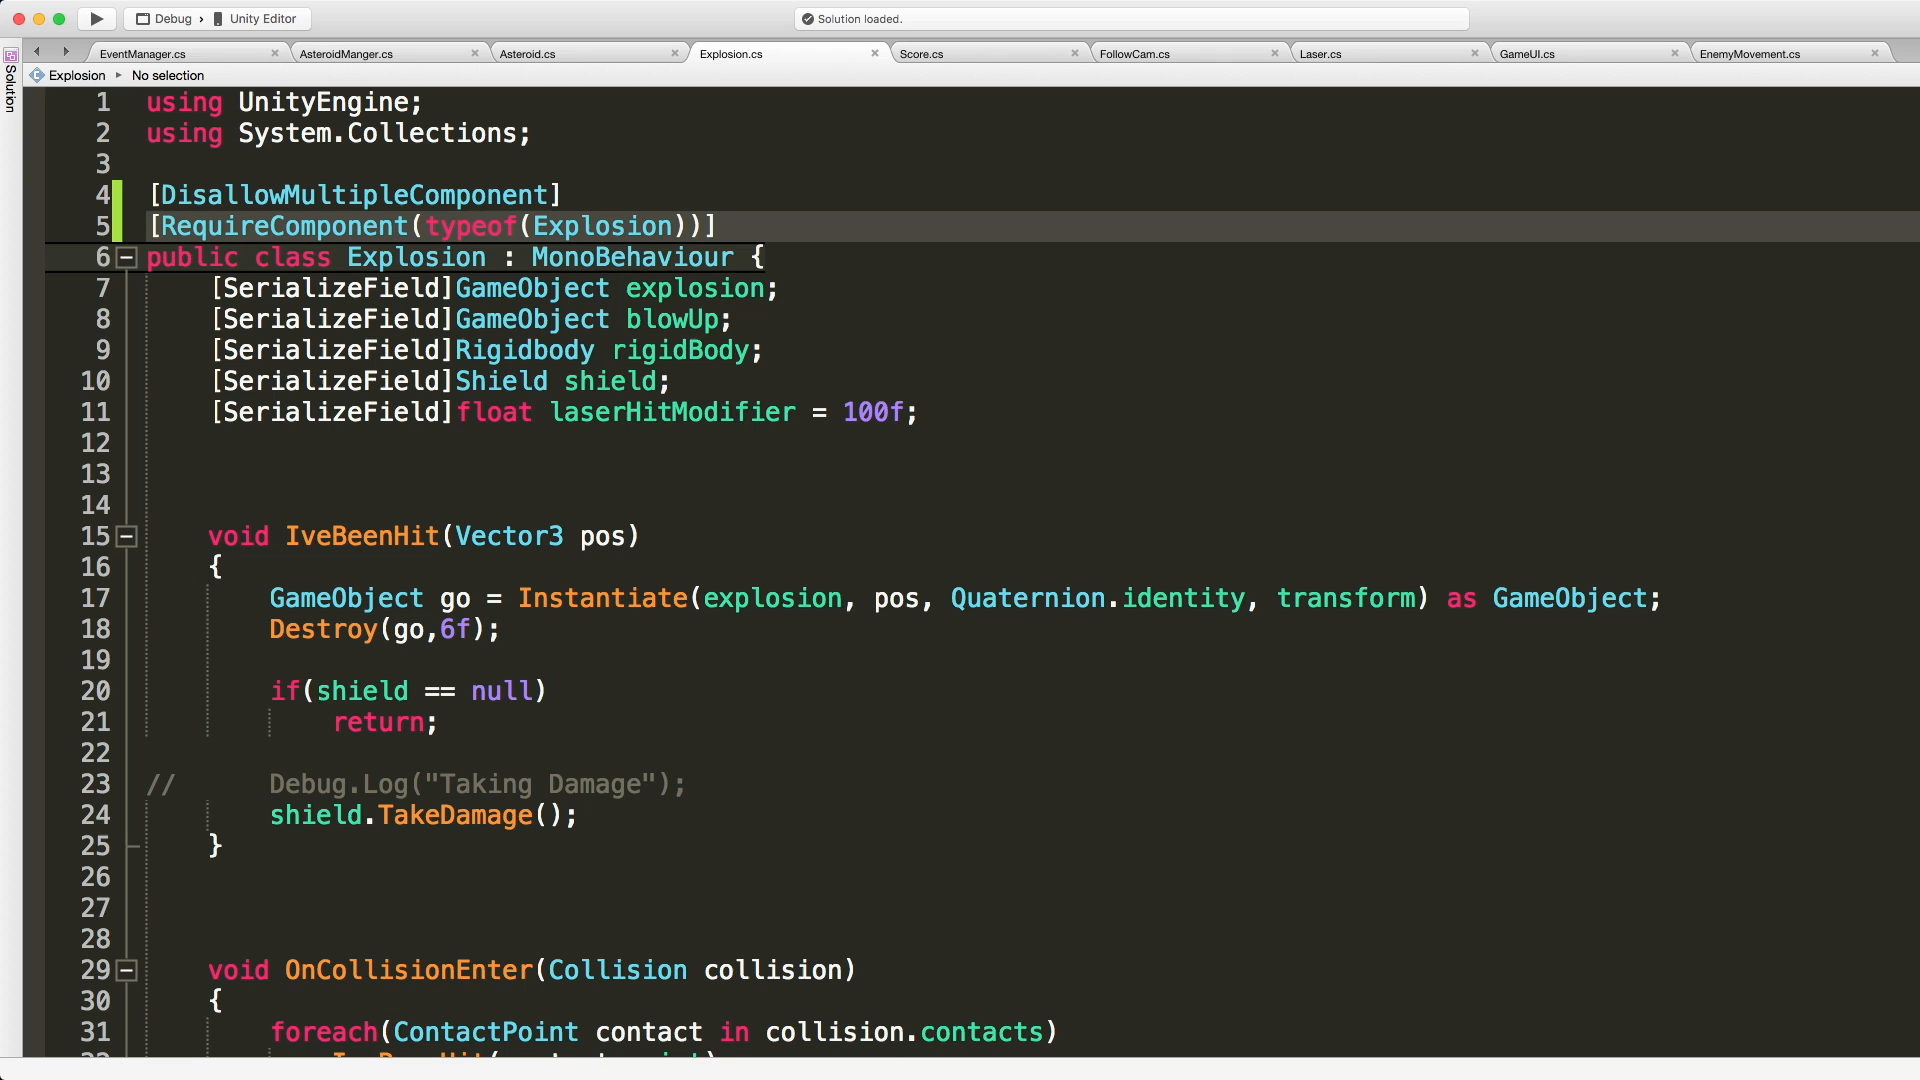 Debug › Unity Editor
Solution loaded.
EventManager.cs
AsteroidManger.cs
Asteroid.cs
Explosion.cs
Score.cs
FollowCam.cs
Laser.cs
GameUI.cs
EnemyMovement.cs
Solution
Explosion ▸ No selection
1 using UnityEngine;
2 using System.Collections;
3
4 [DisallowMultipleComponent]
5 [RequireComponent(typeof(Explosion))]
6 public class Explosion : MonoBehaviour {
7 [SerializeField]GameObject explosion;
8 [SerializeField]GameObject blowUp;
9 [SerializeField]Rigidbody rigidBody;
10 [SerializeField]Shield shield;
11 [SerializeField]float laserHitModifier = 100f;
12
13
14
15 void IveBeenHit(Vector3 pos)
16 {
17 GameObject go = Instantiate(explosion, pos, Quaternion.identity, transform) as GameObject;
18 Destroy(go,6f);
19
20 if(shield == null)
21 return;
22
23 // Debug.Log("Taking Damage");
24 shield.TakeDamage();
25 }
26
27
28
29 void OnCollisionEnter(Collision collision)
30 {
31 foreach(ContactPoint contact in collision.contacts)